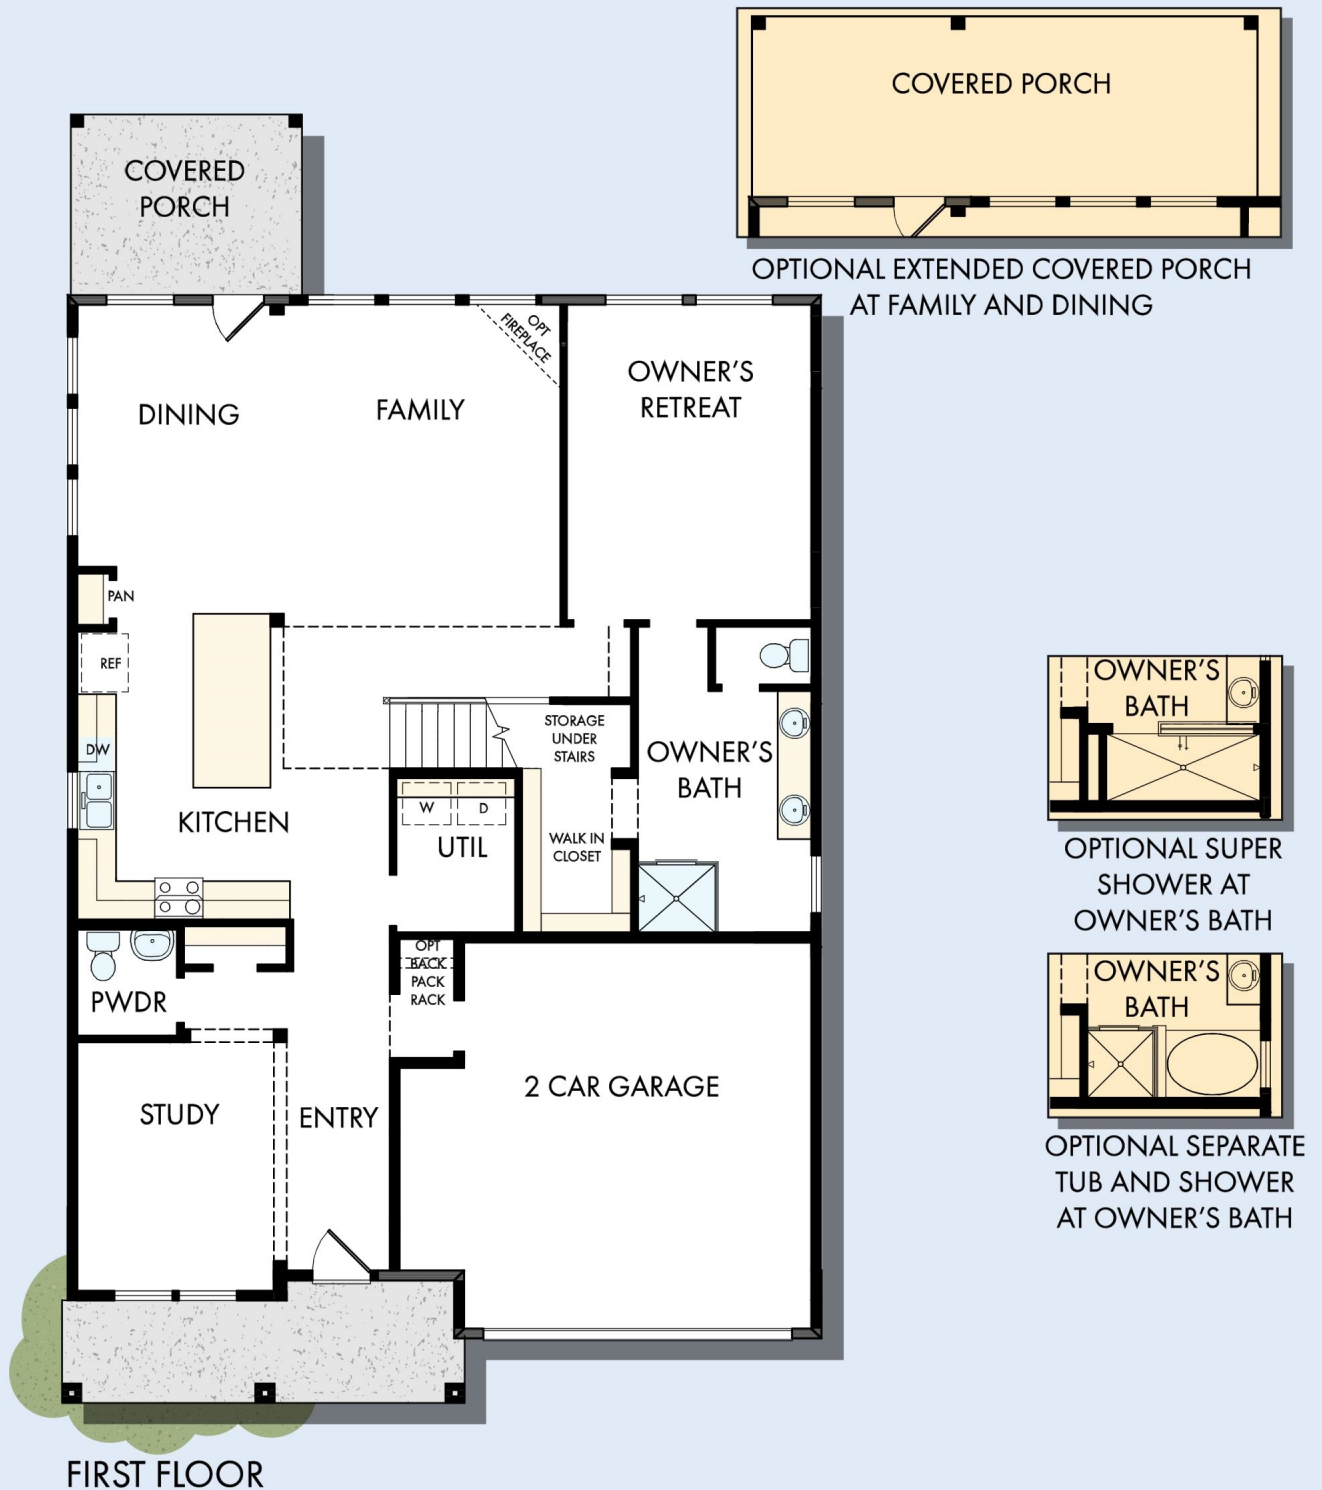 COVERED PORCH
OPTIONAL EXTENDED COVERED PORCH
AT FAMILY AND DINING
COVERED
PORCH
OPT
FIREPLACE
OWNER'S
RETREAT
DINING
FAMILY
PAN
REF
DW
STORAGE
UNDER
STAIRS
OWNER'S
BATH
W
D
KITCHEN
UTIL
WALK IN
CLOSET
OPT
BACK
PACK
RACK
PWDR
STUDY
ENTRY
2 CAR GARAGE
OWNER'S
BATH
OPTIONAL SUPER
SHOWER AT
OWNER'S BATH
OWNER'S
BATH
OPTIONAL SEPARATE
TUB AND SHOWER
AT OWNER'S BATH
FIRST FLOOR